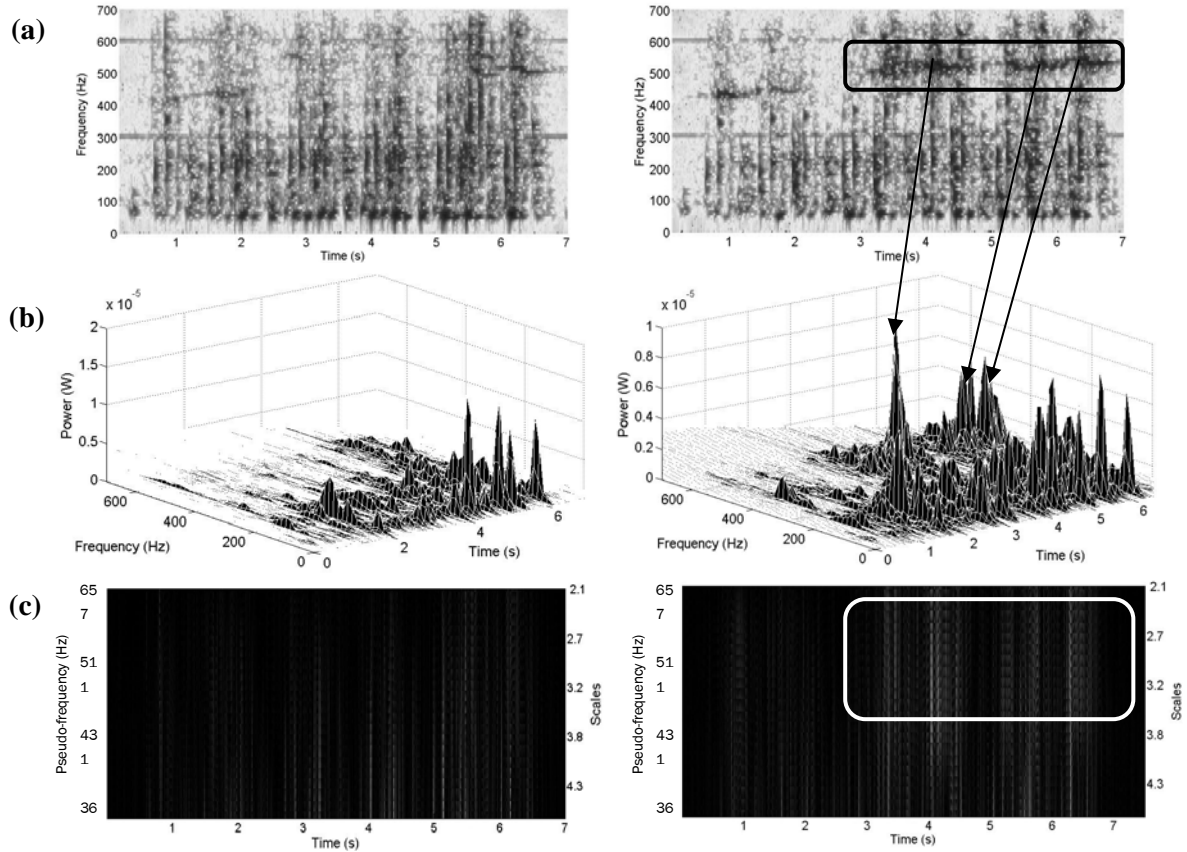 (a)
700
600
500
400
300
200
100
0
Frequency (Hz)
1 2 3 4 5 6 7
Time (s)
700
600
500
400
300
200
100
0
Frequency (Hz)
1 2 3 4 5 6 7
Time (s)
(b)
x 10⁻⁵
2
1.5
1
0.5
0
Power (W)
600 400 200 0
Frequency (Hz)
0 2 4 6
Time (s)
x 10⁻⁵
1
0.8
0.6
0.4
0.2
0
Power (W)
600 400 200 0
Frequency (Hz)
0 1 2 3 4 5 6
Time (s)
(c)
65
7
51
1
43
1
36
Pseudo-frequency (Hz)
2.1
2.7
3.2
3.8
4.3
Scales
1 2 3 4 5 6 7
Time (s)
65
7
51
1
43
1
36
Pseudo-frequency (Hz)
2.1
2.7
3.2
3.8
4.3
Scales
1 2 3 4 5 6 7
Time (s)